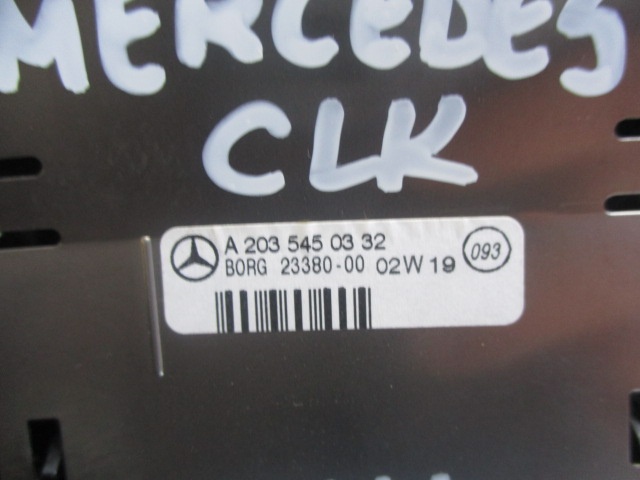 MERCEDES
CLK
A 203 545 03 32
BORG 23380-00 02W19
093